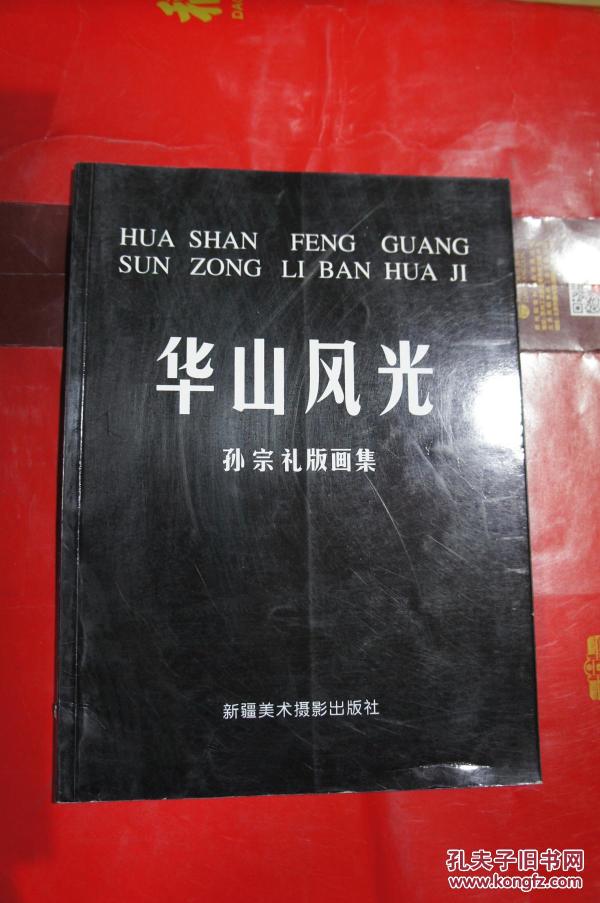 HUA SHAN FENG GUANG
SUN ZONG LI BAN HUA JI
华山风光
孙宗礼版画集
新疆美术摄影出版社
孔夫子旧书网
www.kongfz.com